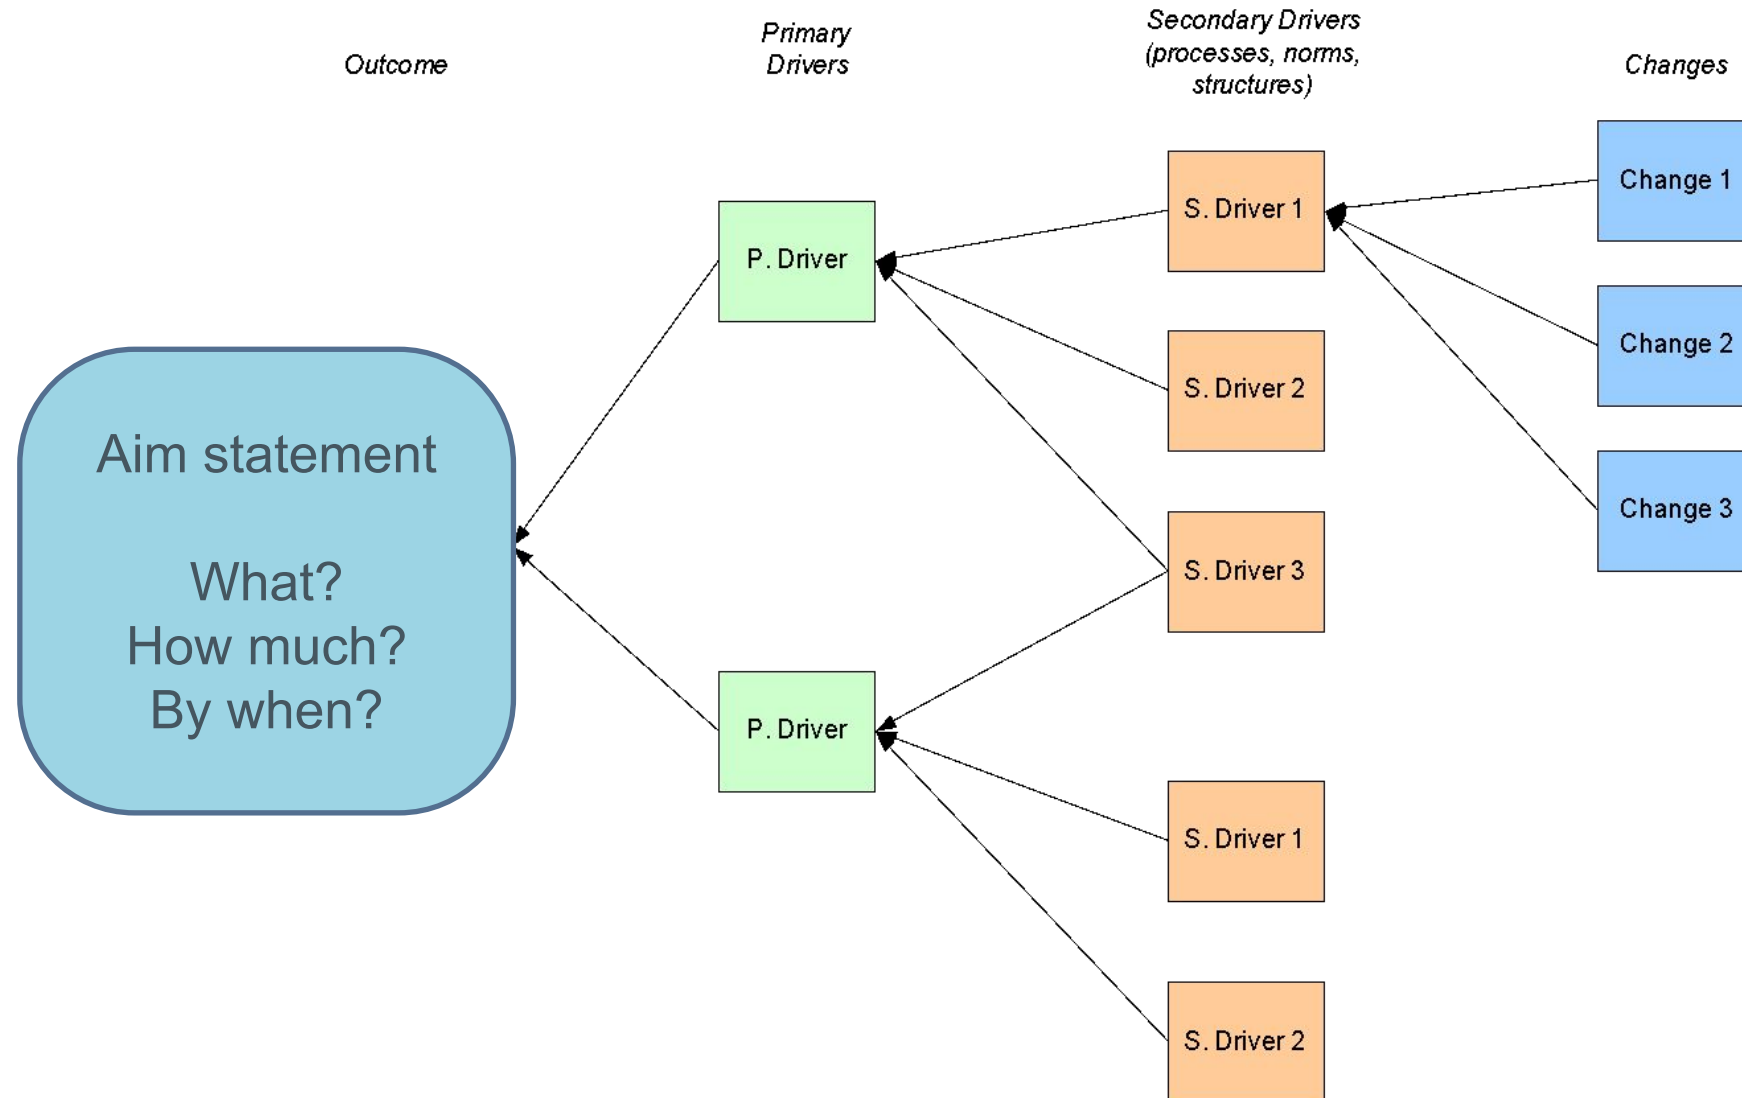 Outcome
Primary
Drivers
Secondary Drivers
(processes, norms,
structures)
Changes
Aim statement
What?
How much?
By when?
P. Driver
P. Driver
S. Driver 1
S. Driver 2
S. Driver 3
S. Driver 1
S. Driver 2
Change 1
Change 2
Change 3